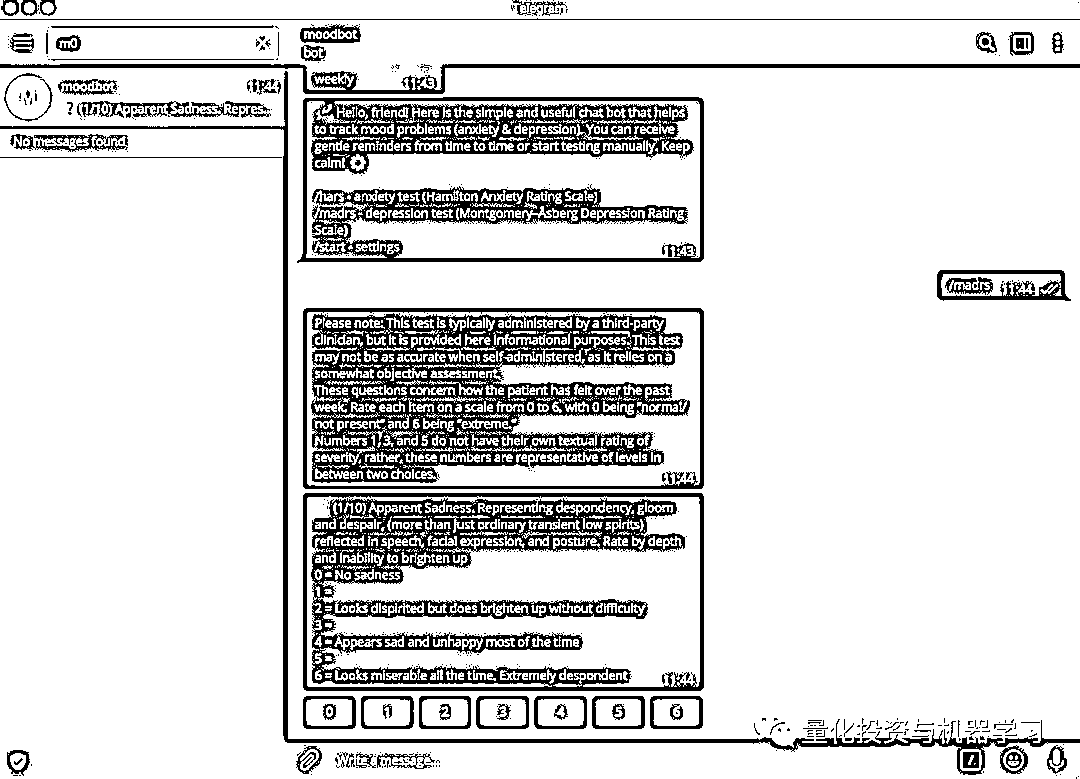 Telegram
m0
moodbot
11:44
? (1/10) Apparent Sadness. Repres...
No messages found
moodbot
bot
weekly
11:43
Hello, friend! Here is the simple and useful chat bot that helps
to track mood problems (anxiety & depression). You can receive
gentle reminders from time to time or start testing manually. Keep
calm!
/hars - anxiety test (Hamilton Anxiety Rating Scale)
/madrs - depression test (Montgomery-Åsberg Depression Rating
Scale)
/start - settings
11:43
/madrs 11:44
Please note: This test is typically administered by a third-party
clinician, but it is provided here informational purposes. This test
may not be as accurate when self-administered, as it relies on a
somewhat objective assessment.
These questions concern how the patient has felt over the past
week. Rate each item on a scale from 0 to 6, with 0 being "normal/
not present" and 6 being "extreme."
Numbers 1, 3, and 5 do not have their own textual rating of
severity, rather, these numbers are representative of levels in
between two choices.
11:44
(1/10) Apparent Sadness. Representing despondency, gloom
and despair, (more than just ordinary transient low spirits)
reflected in speech, facial expression, and posture. Rate by depth
and inability to brighten up
0 = No sadness
1 =
2 = Looks dispirited but does brighten up without difficulty
3 =
4 = Appears sad and unhappy most of the time
5 =
6 = Looks miserable all the time. Extremely despondent
11:44
0 1 2 3 4 5 6
量化投资与机器学习
Write a message...